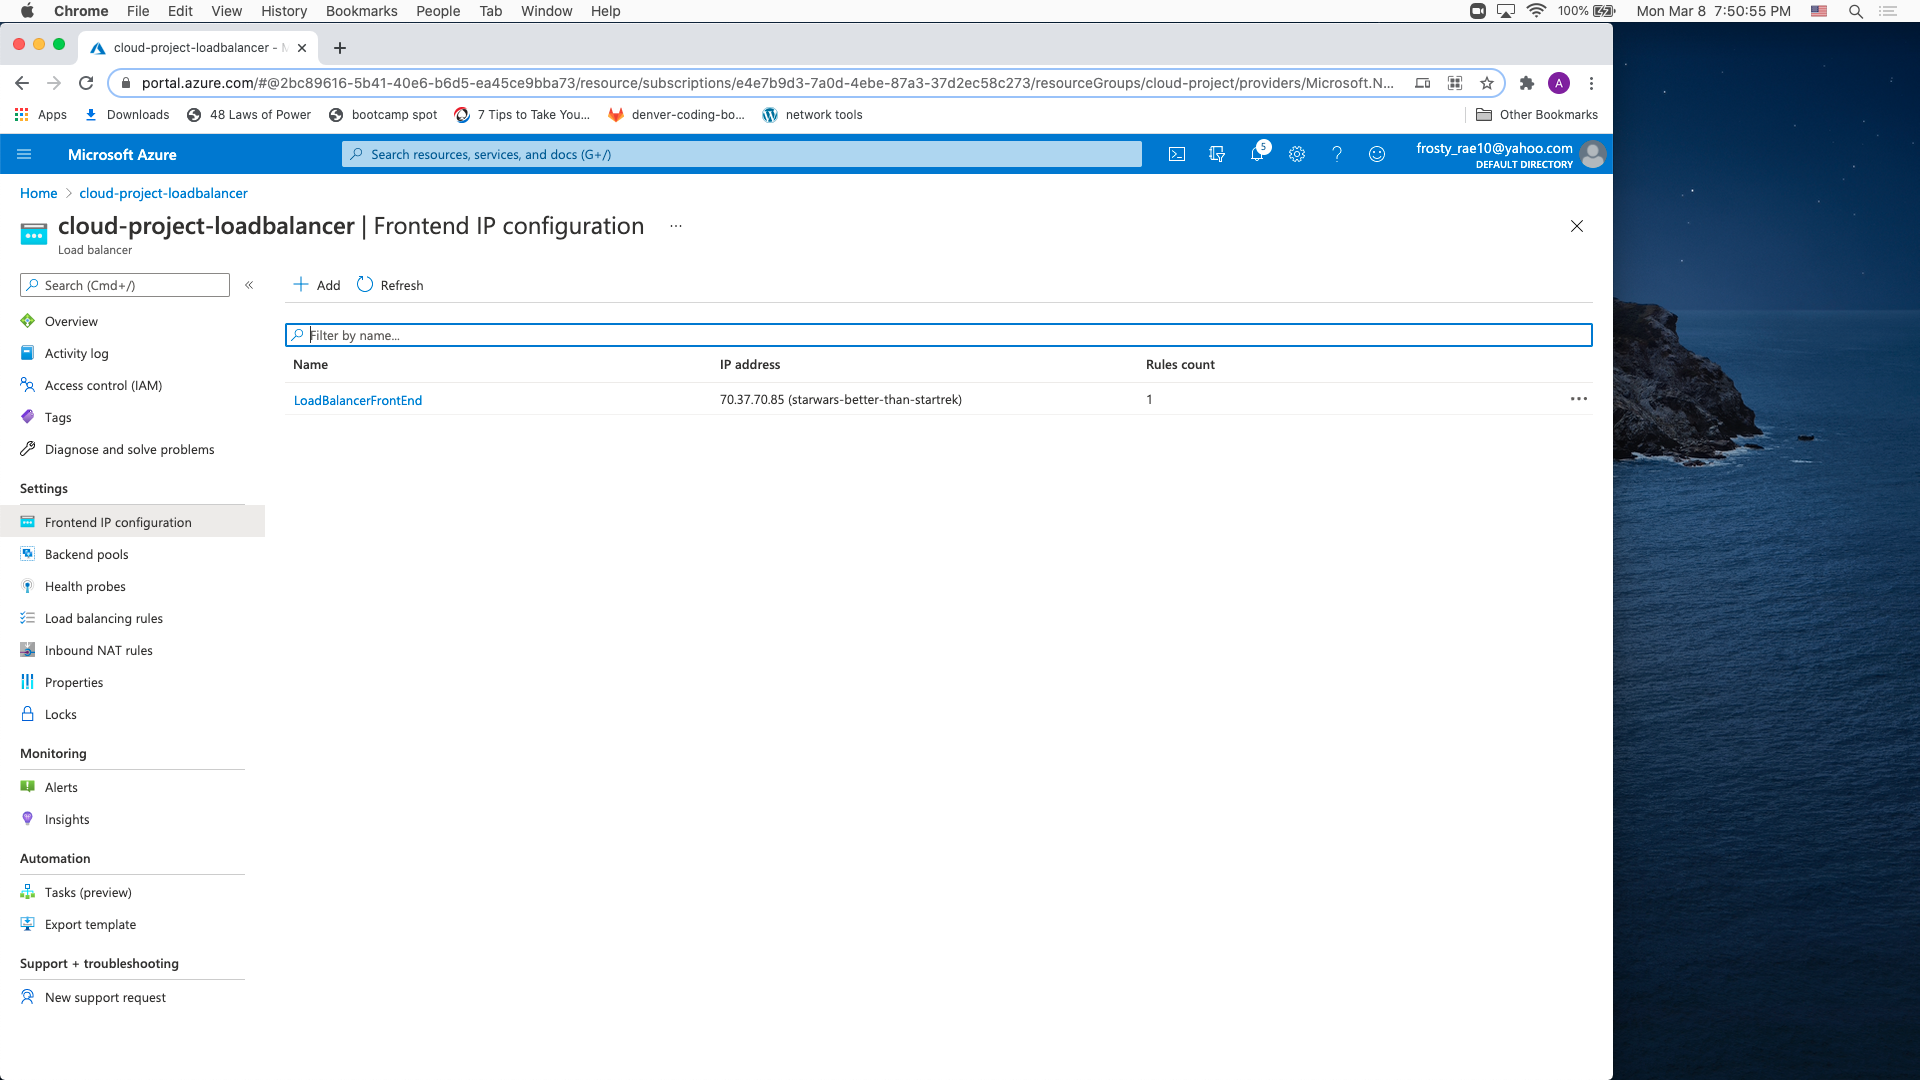 Chrome File Edit View History Bookmarks People Tab Window Help 100% Mon Mar 8 7:50:55 PM
cloud-project-loadbalancer - M
portal.azure.com/#@2bc89616-5b41-40e6-b6d5-ea45ce9bba73/resource/subscriptions/e4e7b9d3-7a0d-4ebe-87a3-37d2ec58c273/resourceGroups/cloud-project/providers/Microsoft.N... A
Apps Downloads 48 Laws of Power bootcamp spot 7 Tips to Take You... denver-coding-bo... network tools Other Bookmarks
Microsoft Azure Search resources, services, and docs (G+/) 5 frosty_rae10@yahoo.com
DEFAULT DIRECTORY
Home > cloud-project-loadbalancer
cloud-project-loadbalancer | Frontend IP configuration ...
Load balancer
Search (Cmd+/) « + Add Refresh
Overview
Activity log
Access control (IAM)
Tags
Diagnose and solve problems
Settings
Frontend IP configuration
Backend pools
Health probes
Load balancing rules
Inbound NAT rules
Properties
Locks
Monitoring
Alerts
Insights
Automation
Tasks (preview)
Export template
Support + troubleshooting
New support request
Filter by name...
Name IP address Rules count
LoadBalancerFrontEnd 70.37.70.85 (starwars-better-than-startrek) 1 ...